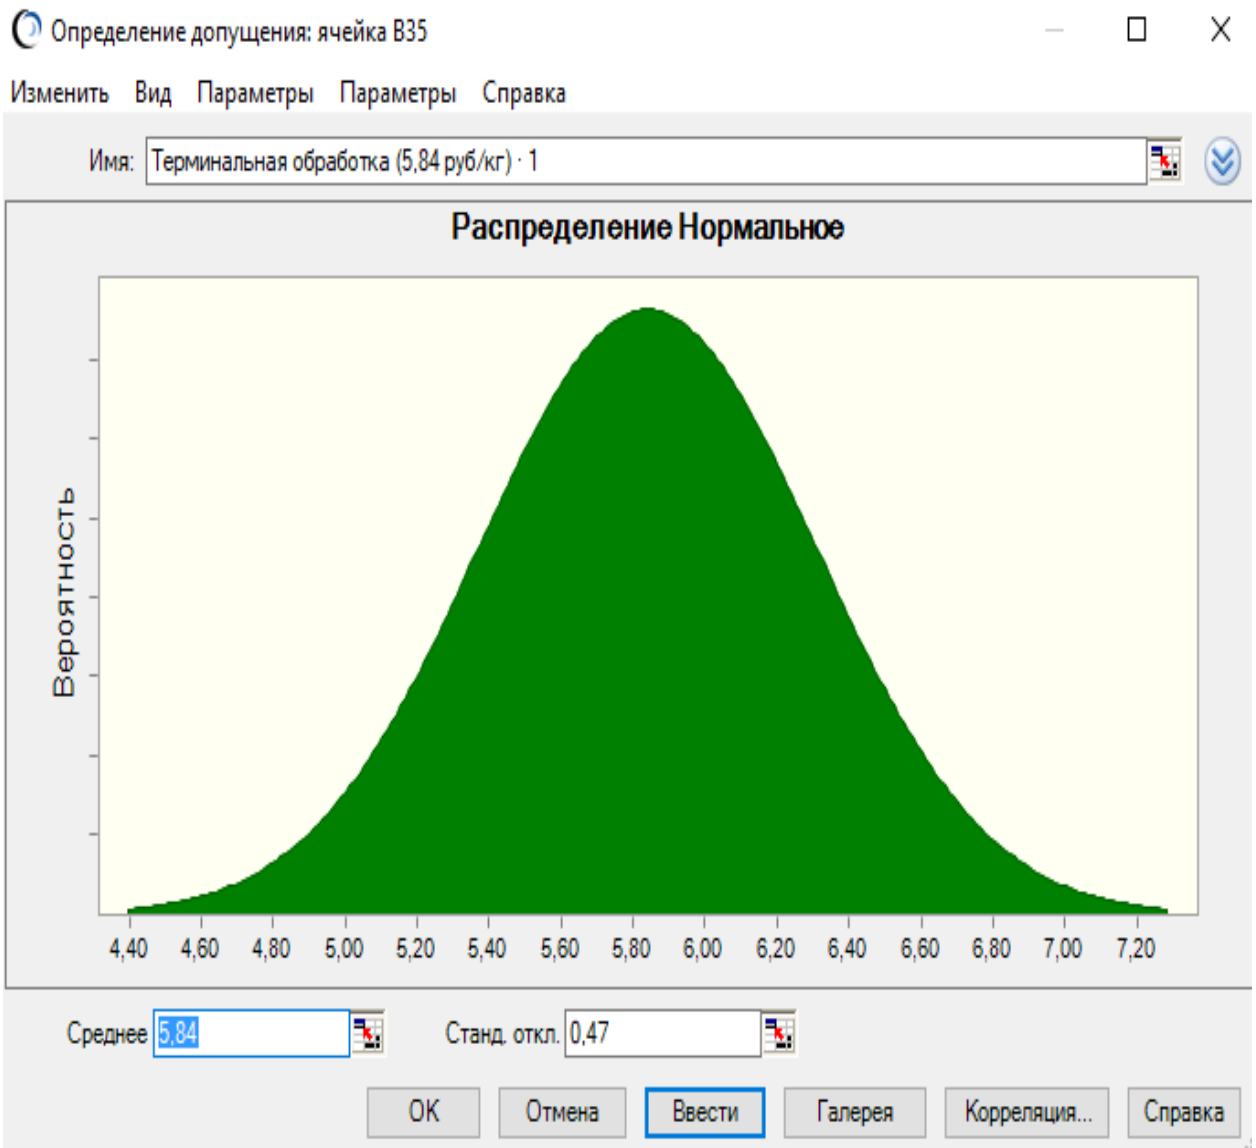 Определение допущения: ячейка B35
Изменить Вид Параметры Параметры Справка
Имя: Терминальная обработка (5,84 руб/кг) · 1
Распределение Нормальное
Вероятность
4,40 4,60 4,80 5,00 5,20 5,40 5,60 5,80 6,00 6,20 6,40 6,60 6,80 7,00 7,20
Среднее 5,84 Станд. откл. 0,47
ОК Отмена Ввести Галерея Корреляция... Справка